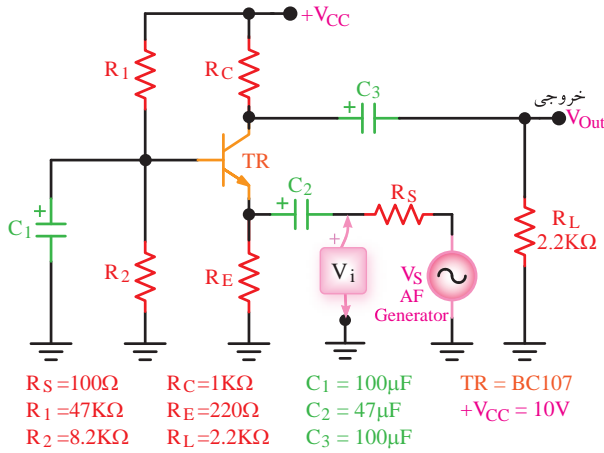 +VCC
R1
RC
C3
خروجی
VOut
TR
C1
C2
RS
RL
2.2KΩ
R2
RE
Vi
VS
AF
Generator
RS=100Ω
R1=47KΩ
R2=8.2KΩ
RC=1KΩ
RE=220Ω
RL=2.2KΩ
C1 = 100μF
C2 = 47μF
C3 = 100μF
TR = BC107
+VCC = 10V